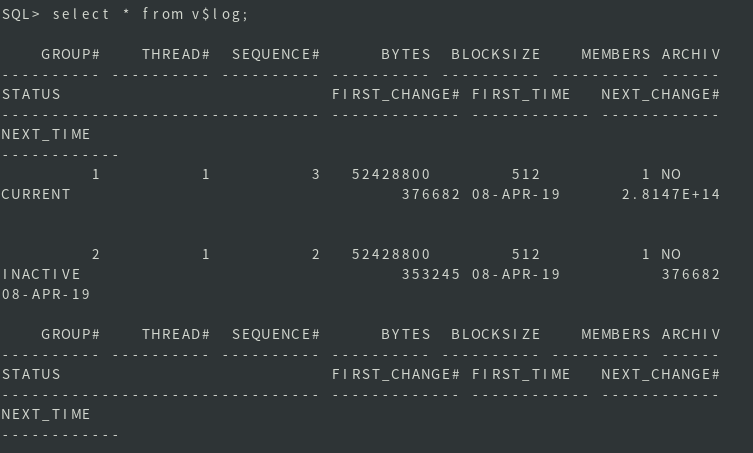 SQL> select * from v$log;
GROUP# THREAD# SEQUENCE# BYTES BLOCKSIZE MEMBERS ARCHIV
---------- ---------- ---------- ---------- ---------- ---------- ------
STATUS FIRST_CHANGE# FIRST_TIME NEXT_CHANGE#
-------------------------------- ------------- ------------ ------------
NEXT_TIME
------------
1 1 3 52428800 512 1 NO
CURRENT 376682 08-APR-19 2.8147E+14
2 1 2 52428800 512 1 NO
INACTIVE 353245 08-APR-19 376682
08-APR-19
GROUP# THREAD# SEQUENCE# BYTES BLOCKSIZE MEMBERS ARCHIV
---------- ---------- ---------- ---------- ---------- ---------- ------
STATUS FIRST_CHANGE# FIRST_TIME NEXT_CHANGE#
-------------------------------- ------------- ------------ ------------
NEXT_TIME
------------